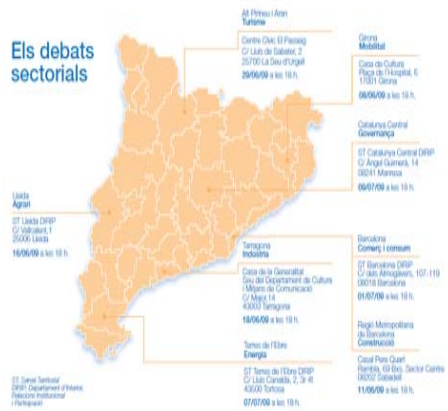 Els debats
sectorials
Alt Pirineu i Aran
Turisme
Centre Cívic El Passeig
C/ Lluís de Sabater, 2
25700 La Seu d'Urgell
29/06/09 a les 18 h.
Girona
Mobilitat
Casa de Cultura
Plaça de l'Hospital, 6
17001 Girona
08/06/09 a les 18 h.
Catalunya Central
Governança
ST Catalunya Central DIRIP
C/ Àngel Guimerà, 14
08241 Manresa
09/07/09 a les 18 h.
Lleida
Agrari
ST Lleida DIRIP
C/ Vallcalent, 1
25006 Lleida
16/06/09 a les 18 h.
Tarragona
Indústria
Casa de la Generalitat
Seu del Departament de Cultura
i Mitjans de Comunicació
C/ Major, 14
43003 Tarragona
18/06/09 a les 18 h.
Barcelona
Comerç i consum
ST Barcelona DIRIP
C/ dels Almogàvers, 107-119
08018 Barcelona
01/07/09 a les 18 h.
Regió Metropolitana
de Barcelona
Construcció
Casal Pere Quart
Rambla, 69 Bxo. Sector Centre
08202 Sabadell
11/06/09 a les 18 h.
Terres de l'Ebre
Energia
ST Terres de l'Ebre DIRIP
C/ Lluís Canalda, 2, 3r 4t
43500 Tortosa
07/07/09 a les 18 h.
ST: Servei Territorial
DIRIP: Departament d'Interior,
Relacions Institucionals
i Participació